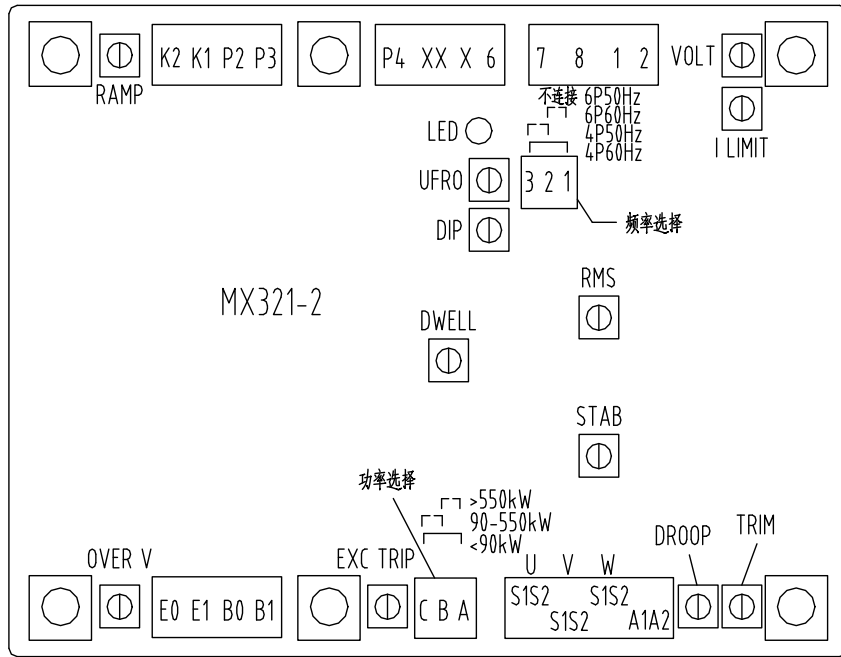 K2 K1 P2 P3
P4 XX X 6
7 8 1 2
VOLT
RAMP
不连接 6P50Hz
6P60Hz
4P50Hz
4P60Hz
I LIMIT
LED
UFRO
3 2 1
DIP
频率选择
RMS
MX321-2
DWELL
STAB
功率选择
>550kW
90-550kW
<90kW
DROOP
TRIM
OVER V
EXC TRIP
U V W
E0 E1 B0 B1
C B A
S1S2 S1S2
S1S2 A1A2